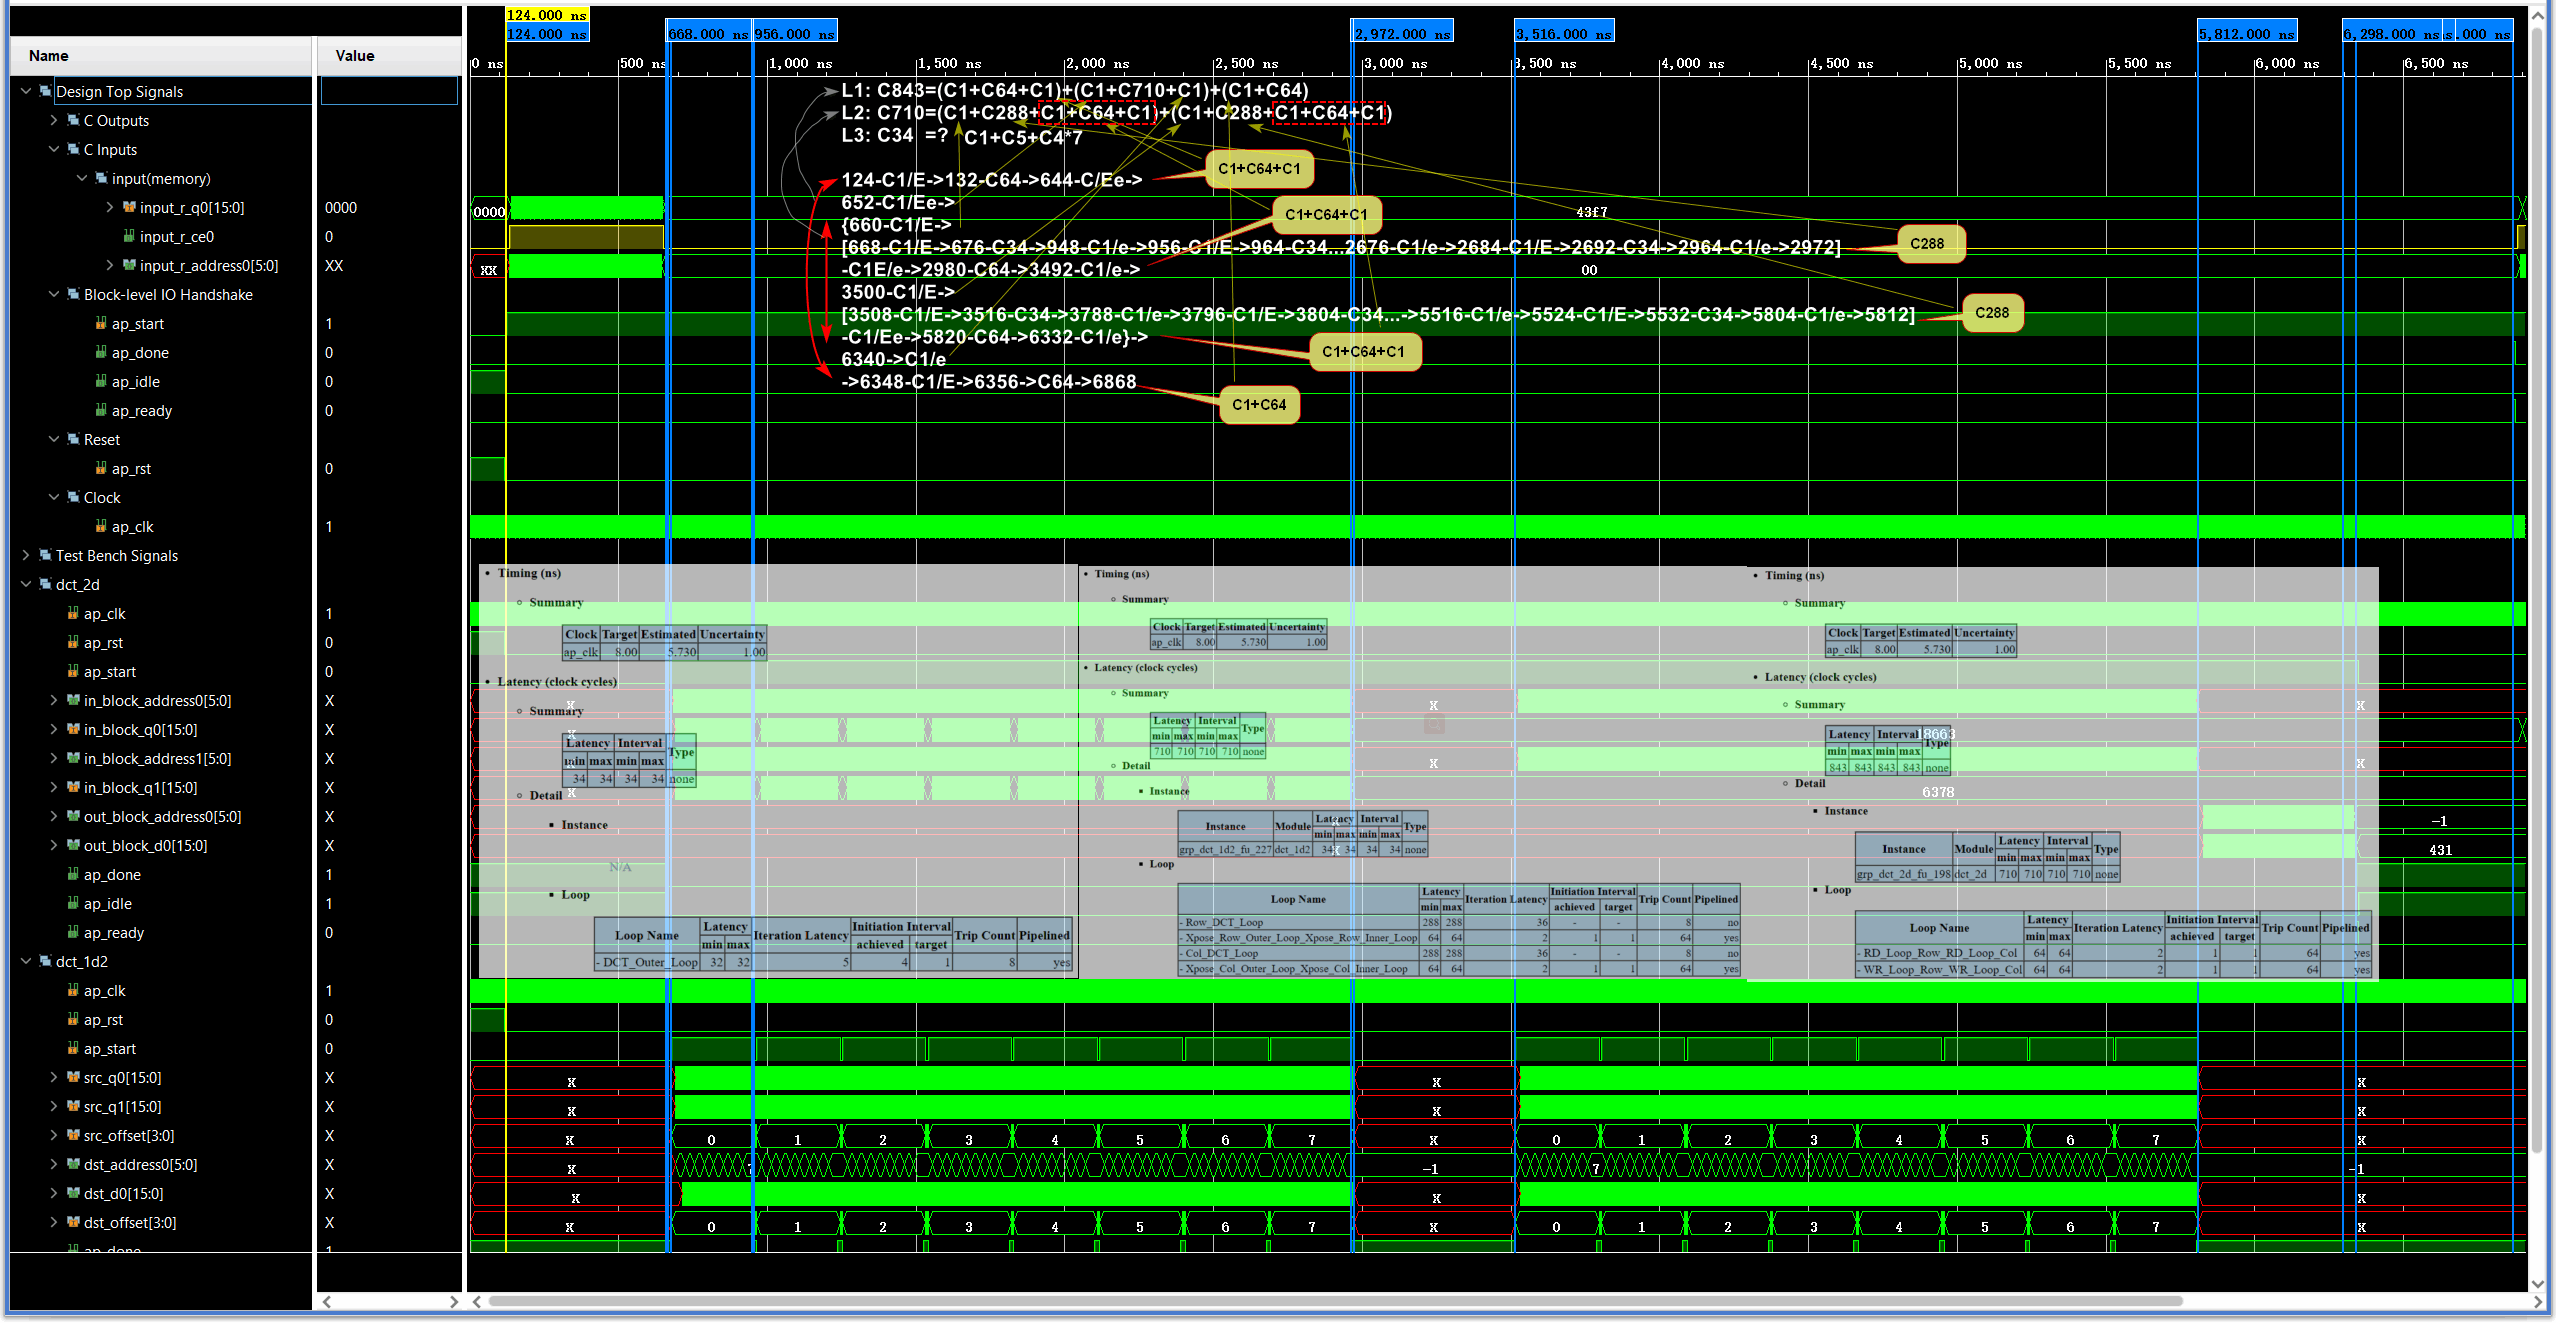 124.000 ns
124.000 ns 668.000 ns 956.000 ns 2,972.000 ns 3,516.000 ns 5,812.000 ns 6,298.000 ns s.000 ns
Name Value
0 ns 500 ns 1,000 ns 1,500 ns 2,000 ns 2,500 ns 3,000 ns 3,500 ns 4,000 ns 4,500 ns 5,000 ns 5,500 ns 6,000 ns 6,500 ns
Design Top Signals
C Outputs
C Inputs
input(memory)
input_r_q0[15:0] 0000
input_r_ce0 0
input_r_address0[5:0] XX
Block-level IO Handshake
ap_start 1
ap_done 0
ap_idle 0
ap_ready 0
Reset
ap_rst 0
Clock
ap_clk 1
Test Bench Signals
dct_2d
ap_clk 1
ap_rst 0
ap_start 0
in_block_address0[5:0] X
in_block_q0[15:0] X
in_block_address1[5:0] X
in_block_q1[15:0] X
out_block_address0[5:0] X
out_block_d0[15:0] X
ap_done 1
ap_idle 1
ap_ready 0
dct_1d2
ap_clk 1
ap_rst 0
ap_start 0
src_q0[15:0] X
src_q1[15:0] X
src_offset[3:0] X
dst_address0[5:0] X
dst_d0[15:0] X
dst_offset[3:0] X
ap_done 1
L1: C843=(C1+C64+C1)+(C1+C710+C1)+(C1+C64)
L2: C710=(C1+C288+C1+C64+C1)+(C1+C288+C1+C64+C1)
L3: C34 =? C1+C5+C4*7
124-C1/E->132-C64->644-C/Ee->
652-C1/Ee->
{660-C1/E->
[668-C1/E->676-C34->948-C1/e->956-C1/E->964-C34...2676-C1/e->2684-C1/E->2692-C34->2964-C1/e->2972]
-C1E/e->2980-C64->3492-C1/e->
3500-C1/E->
[3508-C1/E->3516-C34->3788-C1/e->3796-C1/E->3804-C34...->5516-C1/e->5524-C1/E->5532-C34->5804-C1/e->5812]
-C1/Ee->5820-C64->6332-C1/e}->
6340->C1/e
->6348-C1/E->6356->C64->6868
C1+C64+C1
C1+C64+C1
C288
C288
C1+C64+C1
C1+C64
0000 43f7
XX 00
Timing (ns)
Summary
Clock Target Estimated Uncertainty
ap_clk 8.00 5.730 1.00
Latency (clock cycles)
Summary
Latency Interval Type
min max min max
34 34 34 34 none
Detail
Instance
N/A
Loop
Loop Name Latency Iteration Latency Initiation Interval Trip Count Pipelined
min max achieved target
- DCT_Outer_Loop 32 32 5 4 1 8 yes
Timing (ns)
Summary
Clock Target Estimated Uncertainty
ap_clk 8.00 5.730 1.00
Latency (clock cycles)
Summary
Latency Interval Type
min max min max
710 710 710 710 none
Detail
Instance
Instance Module Latency Interval Type
min max min max
grp_dct_1d2_fu_227 dct_1d2 34 34 34 34 none
Loop
Loop Name Latency Iteration Latency Initiation Interval Trip Count Pipelined
min max achieved target
- Row_DCT_Loop 288 288 36 - - 8 no
- Xpose_Row_Outer_Loop_Xpose_Row_Inner_Loop 64 64 2 1 1 64 yes
- Col_DCT_Loop 288 288 36 - - 8 no
- Xpose_Col_Outer_Loop_Xpose_Col_Inner_Loop 64 64 2 1 1 64 yes
Timing (ns)
Summary
Clock Target Estimated Uncertainty
ap_clk 8.00 5.730 1.00
Latency (clock cycles)
Summary
Latency Interval Type
min max min max
843 843 843 843 none
Detail
Instance
Instance Module Latency Interval Type
min max min max
grp_dct_2d_fu_198 dct_2d 710 710 710 710 none
Loop
Loop Name Latency Iteration Latency Initiation Interval Trip Count Pipelined
min max achieved target
- RD_Loop_Row_RD_Loop_Col 64 64 2 1 1 64 yes
- WR_Loop_Row_WR_Loop_Col 64 64 2 1 1 64 yes
X X X
18663
X X X
X 6378
-1
X 431
X X X
X X X
X 0 1 2 3 4 5 6 7 X 0 1 2 3 4 5 6 7 X
X 7 -1 7 -1
X X X
X 0 1 2 3 4 5 6 7 X 0 1 2 3 4 5 6 7 X